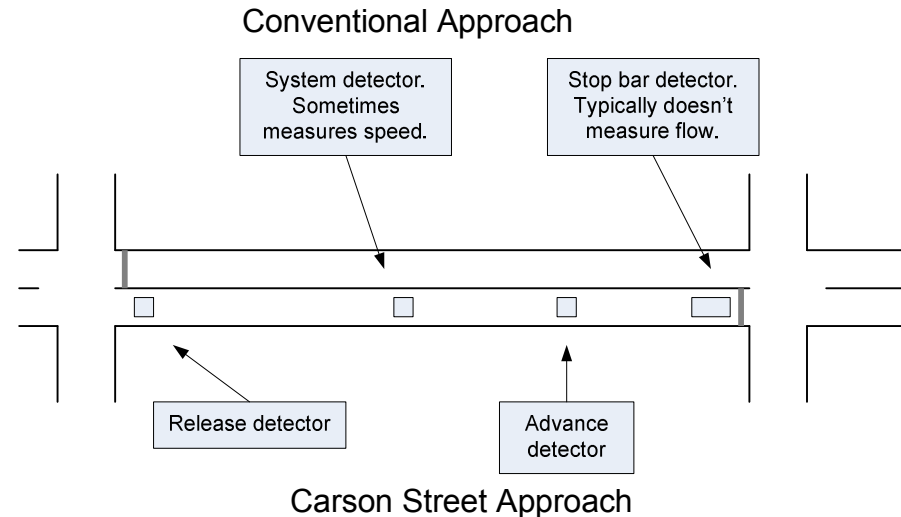 Conventional Approach
System detector.
Sometimes
measures speed.
Stop bar detector.
Typically doesn't
measure flow.
Release detector
Advance
detector
Carson Street Approach